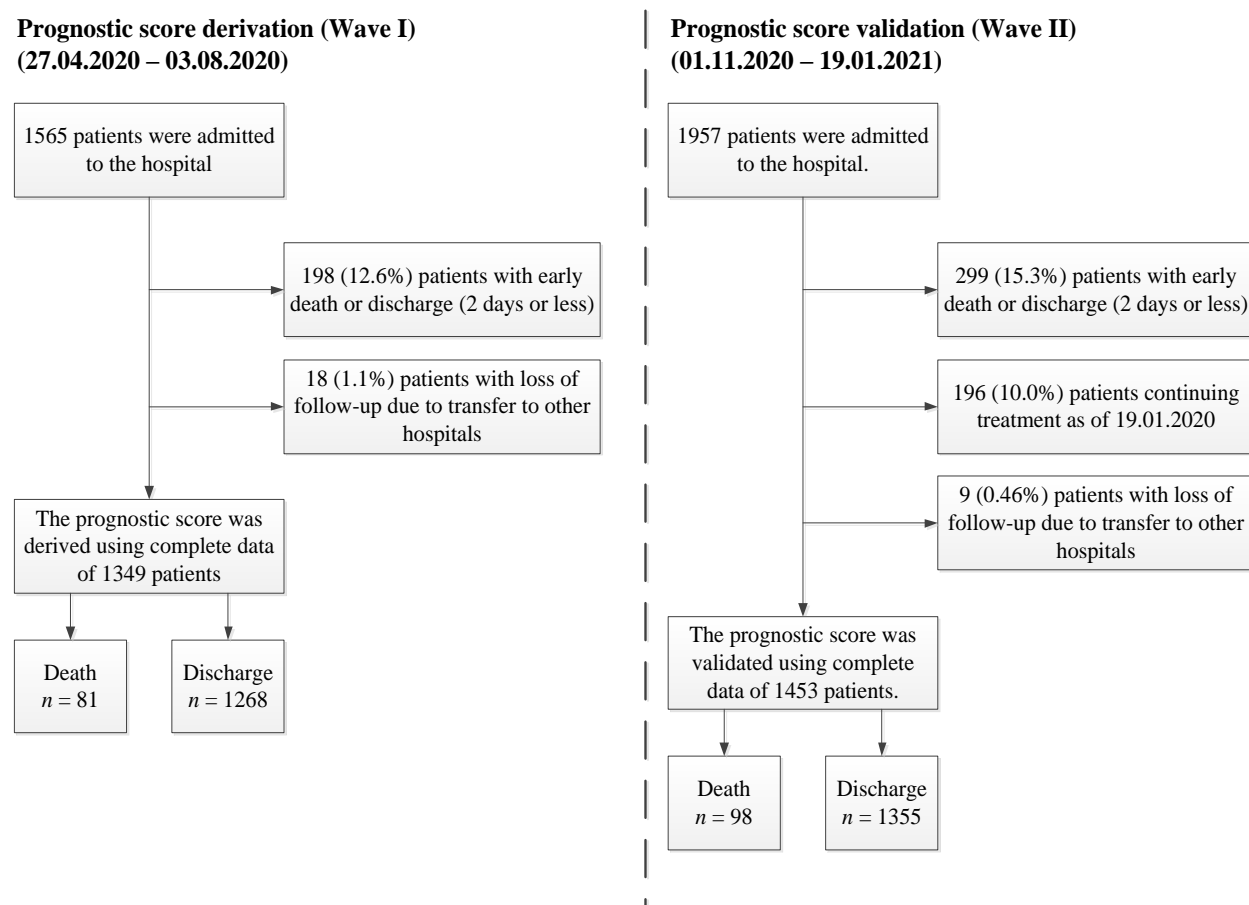 Prognostic score derivation (Wave I)
(27.04.2020 – 03.08.2020)
1565 patients were admitted
to the hospital
198 (12.6%) patients with early
death or discharge (2 days or less)
18 (1.1%) patients with loss of
follow-up due to transfer to other
hospitals
The prognostic score was
derived using complete data
of 1349 patients
Death
n = 81
Discharge
n = 1268
Prognostic score validation (Wave II)
(01.11.2020 – 19.01.2021)
1957 patients were admitted
to the hospital.
299 (15.3%) patients with early
death or discharge (2 days or less)
196 (10.0%) patients continuing
treatment as of 19.01.2020
9 (0.46%) patients with loss of
follow-up due to transfer to other
hospitals
The prognostic score was
validated using complete
data of 1453 patients.
Death
n = 98
Discharge
n = 1355